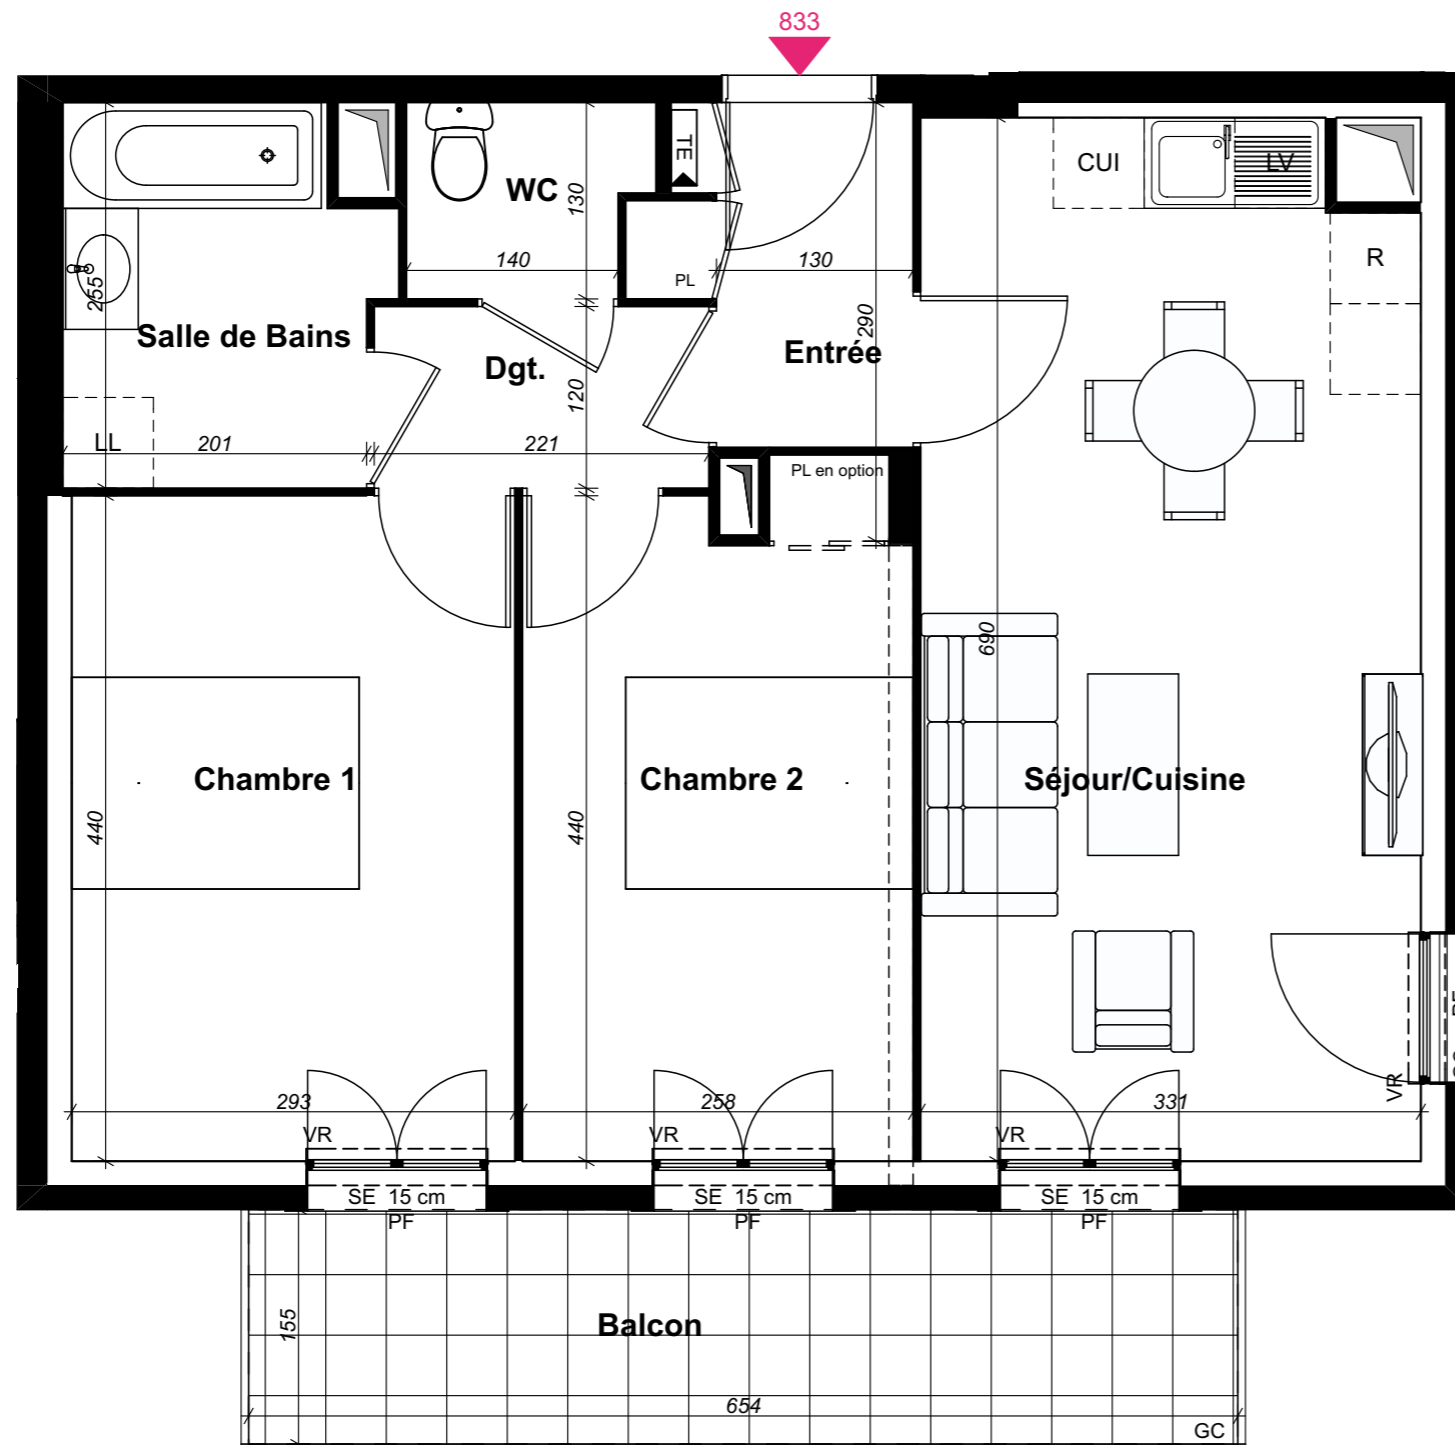 833
TE
WC
CUI
LV
130
140
PL
130
R
255
Salle de Bains
290
Entrée
Dgt.
120
LL
201
221
PL en option
690
Chambre 1
Chambre 2
Séjour/Cuisine
440
440
293
258
331
VR
VR
VR
VR
SE 15 cm
SE 15 cm
SE 15 cm
PF
PF
PF
155
Balcon
654
GC